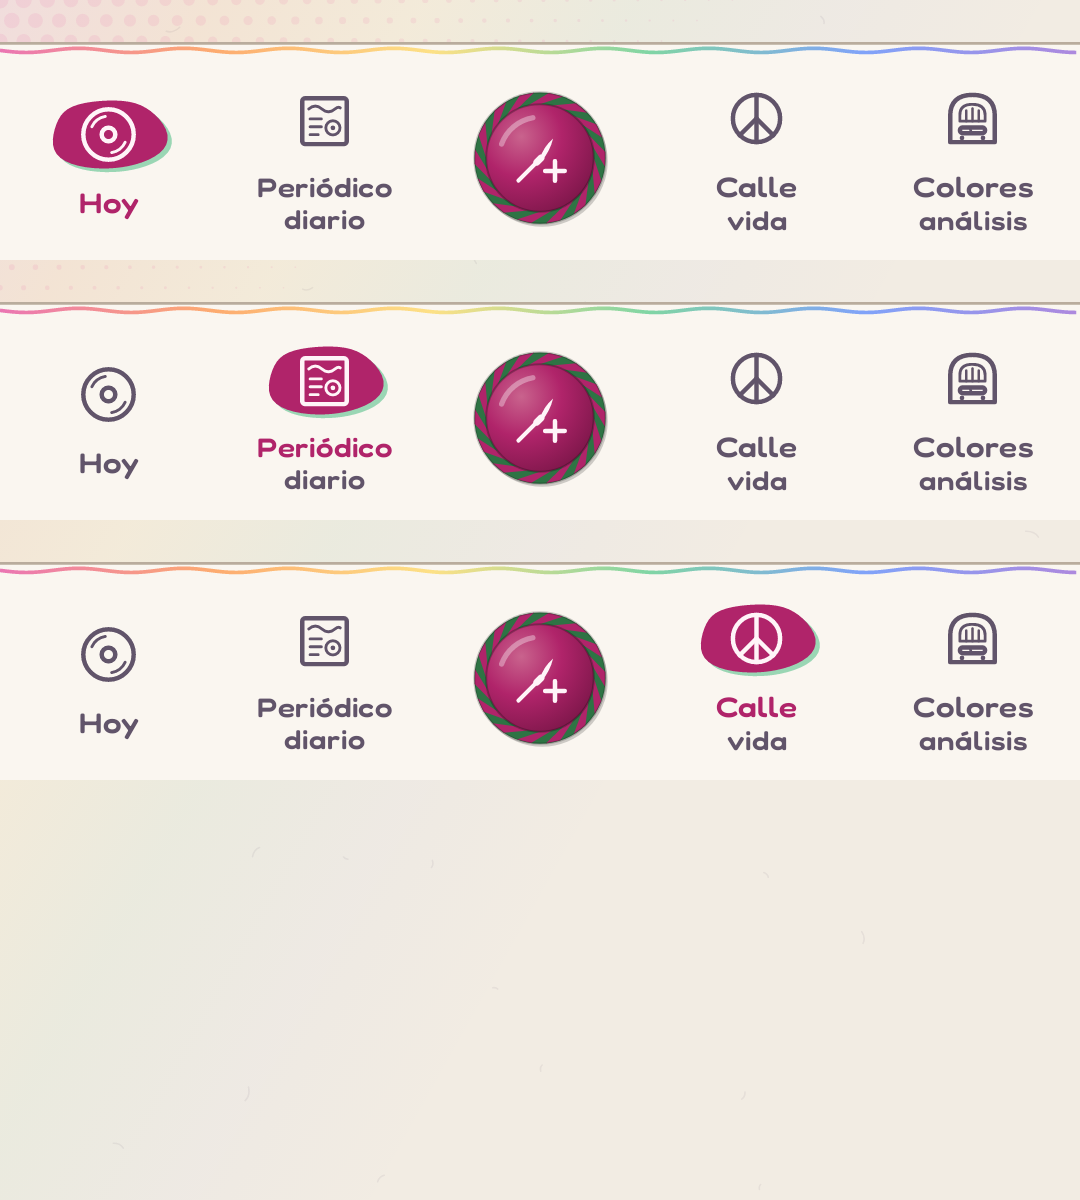 Hoy
Periódico
diario
Calle
vida
Colores
análisis
Hoy
Periódico
diario
Calle
vida
Colores
análisis
Hoy
Periódico
diario
Calle
vida
Colores
análisis